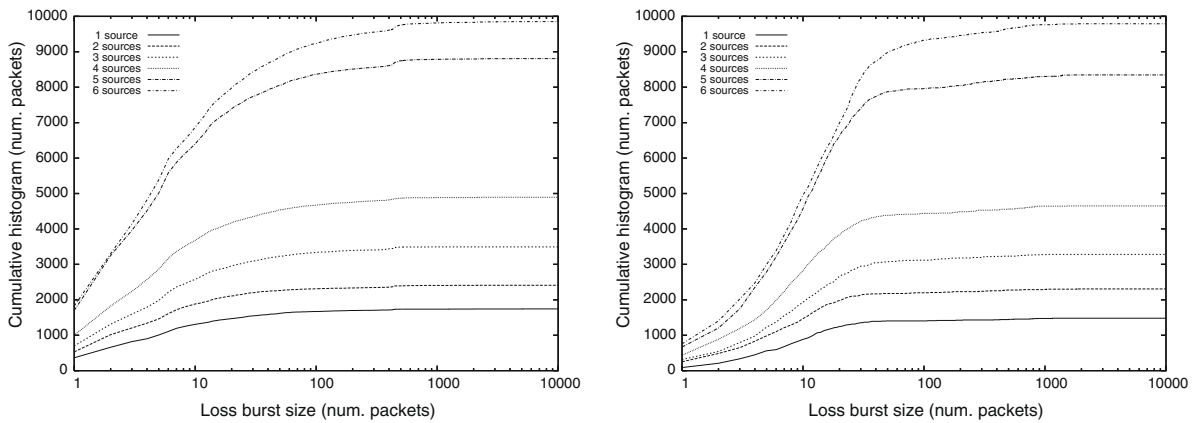 10000
9000
8000
7000
6000
5000
4000
3000
2000
1000
0
Cumulative histogram (num. packets)
1 source
2 sources
3 sources
4 sources
5 sources
6 sources
1 10 100 1000 10000
Loss burst size (num. packets)
10000
9000
8000
7000
6000
5000
4000
3000
2000
1000
0
Cumulative histogram (num. packets)
1 source
2 sources
3 sources
4 sources
5 sources
6 sources
1 10 100 1000 10000
Loss burst size (num. packets)